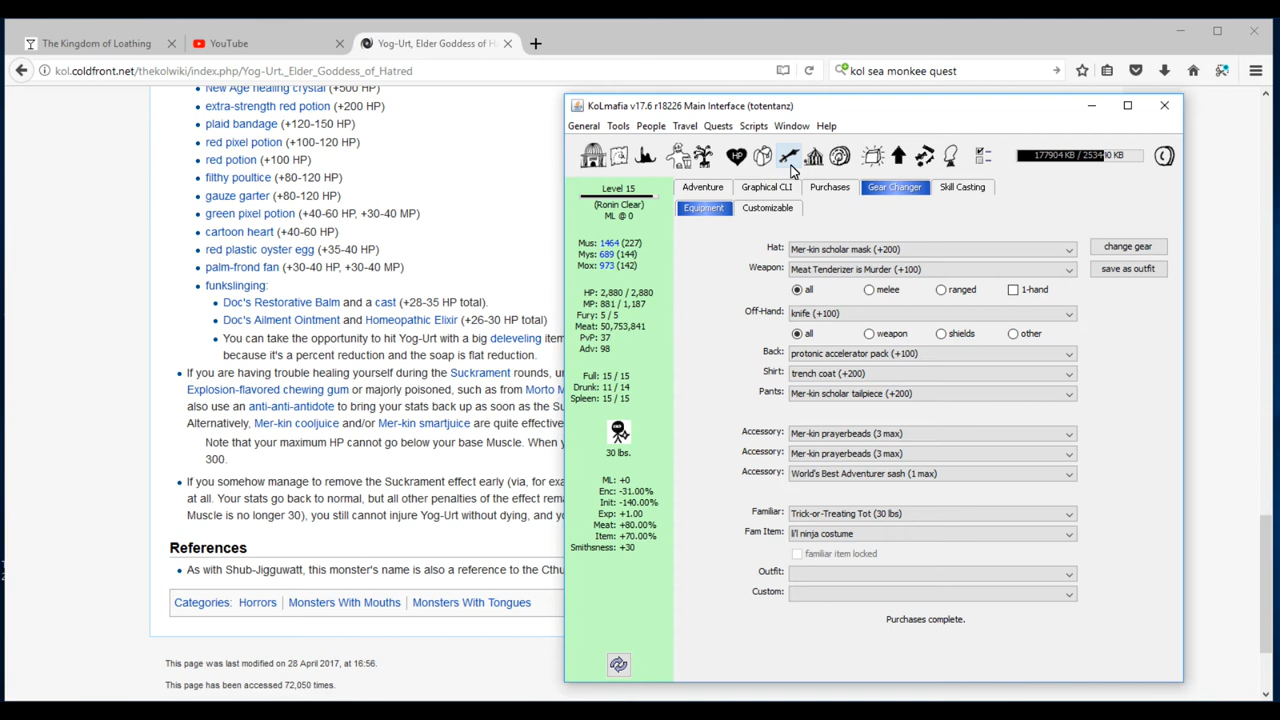 The Kingdom of Loathing
YouTube
Yog-Urt, Elder Goddess of H
kol.coldfront.net/thekolwiki/index.php/Yog-Urt,_Elder_Goddess_of_Hatred
kol sea monkee quest
New Age healing crystal (+500 HP)
extra-strength red potion (+200 HP)
plaid bandage (+120-150 HP)
red pixel potion (+100-120 HP)
red potion (+100 HP)
filthy poultice (+80-120 HP)
gauze garter (+80-120 HP)
green pixel potion (+40-60 HP, +30-40 MP)
cartoon heart (+40-60 HP)
red plastic oyster egg (+35-40 HP)
palm-frond fan (+30-40 HP, +30-40 MP)
funkslinging:
Doc's Restorative Balm and a cast (+28-35 HP total).
Doc's Ailment Ointment and Homeopathic Elixir (+26-30 HP total)
You can take the opportunity to hit Yog-Urt with a big deleveling item
because it's a percent reduction and the soap is flat reduction.
If you are having trouble healing yourself during the Suckrament rounds, u
Explosion-flavored chewing gum or majorly poisoned, such as from Morto M
also use an anti-anti-antidote to bring your stats back up as soon as the Su
Alternatively, Mer-kin cooljuice and/or Mer-kin smartjuice are quite effective
Note that your maximum HP cannot go below your base Muscle. When y
300.
If you somehow manage to remove the Suckrament effect early (via, for exa
at all. Your stats go back to normal, but all other penalties of the effect rema
Muscle is no longer 30), you still cannot injure Yog-Urt without dying, and yo
References
As with Shub-Jigguwatt, this monster's name is also a reference to the Cthu
Categories: Horrors | Monsters With Mouths | Monsters With Tongues
This page was last modified on 28 April 2017, at 16:56.
This page has been accessed 72,050 times.
KoLmafia v17.6 r18226 Main Interface (totentanz)
General Tools People Travel Quests Scripts Window Help
HP
177904 KB / 253440 KB
Level 15
(Ronin Clear)
ML @ 0
Mus: 1464 (227)
Mys: 689 (144)
Mox: 973 (142)
HP: 2,880 / 2,880
MP: 881 / 1,187
Fury: 5 / 5
Meat: 50,753,841
PvP: 37
Adv: 98
Full: 15 / 15
Drunk: 11 / 14
Spleen: 15 / 15
30 lbs.
ML: +0
Enc: -31.00%
Init: -140.00%
Exp: +1.00
Meat: +80.00%
Item: +70.00%
Smithsness: +30
Adventure Graphical CLI Purchases Gear Changer Skill Casting
Equipment Customizable
Hat: Mer-kin scholar mask (+200) change gear
Weapon: Meat Tenderizer is Murder (+100) save as outfit
all melee ranged 1-hand
Off-Hand: knife (+100)
all weapon shields other
Back: protonic accelerator pack (+100)
Shirt: trench coat (+200)
Pants: Mer-kin scholar tailpiece (+200)
Accessory: Mer-kin prayerbeads (3 max)
Accessory: Mer-kin prayerbeads (3 max)
Accessory: World's Best Adventurer sash (1 max)
Familiar: Trick-or-Treating Tot (30 lbs)
Fam Item: li'l ninja costume
familiar item locked
Outfit:
Custom:
Purchases complete.